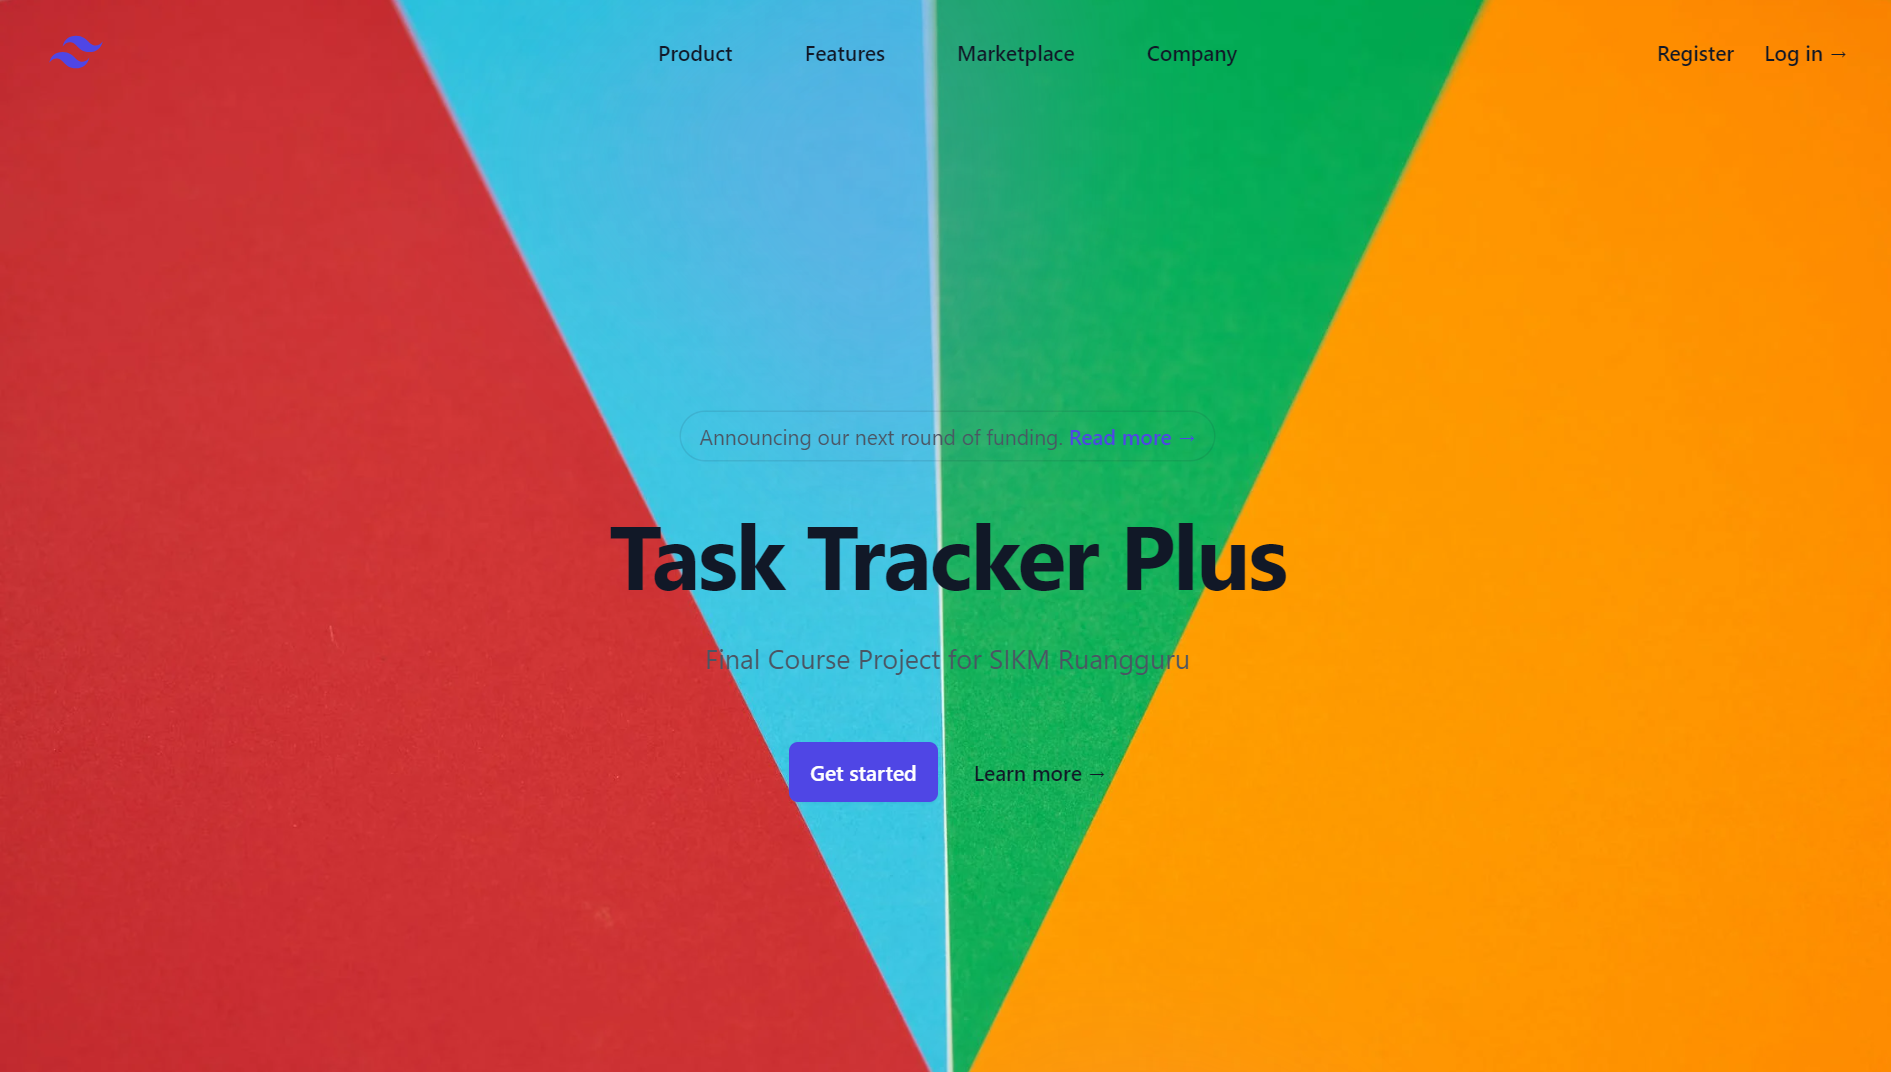 Product Features Marketplace Company Register Log in →
Announcing our next round of funding. Read more →
Task Tracker Plus
Final Course Project for SIKM Ruangguru
Get started Learn more →